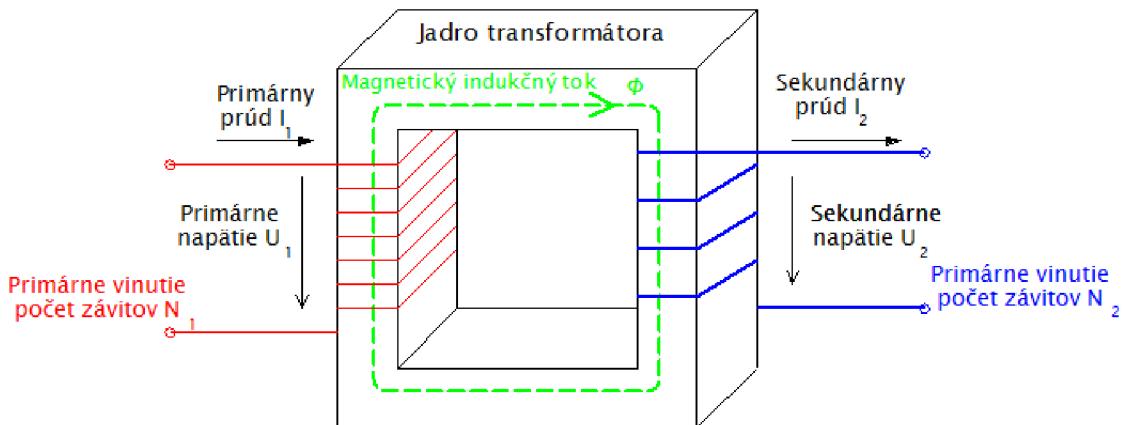 Jadro transformátora
Magnetický indukčný tok Φ
Primárny
prúd I1
Sekundárny
prúd I2
Primárne
napätie U1
Sekundárne
napätie U2
Primárne vinutie
počet závitov N1
Primárne vinutie
počet závitov N2